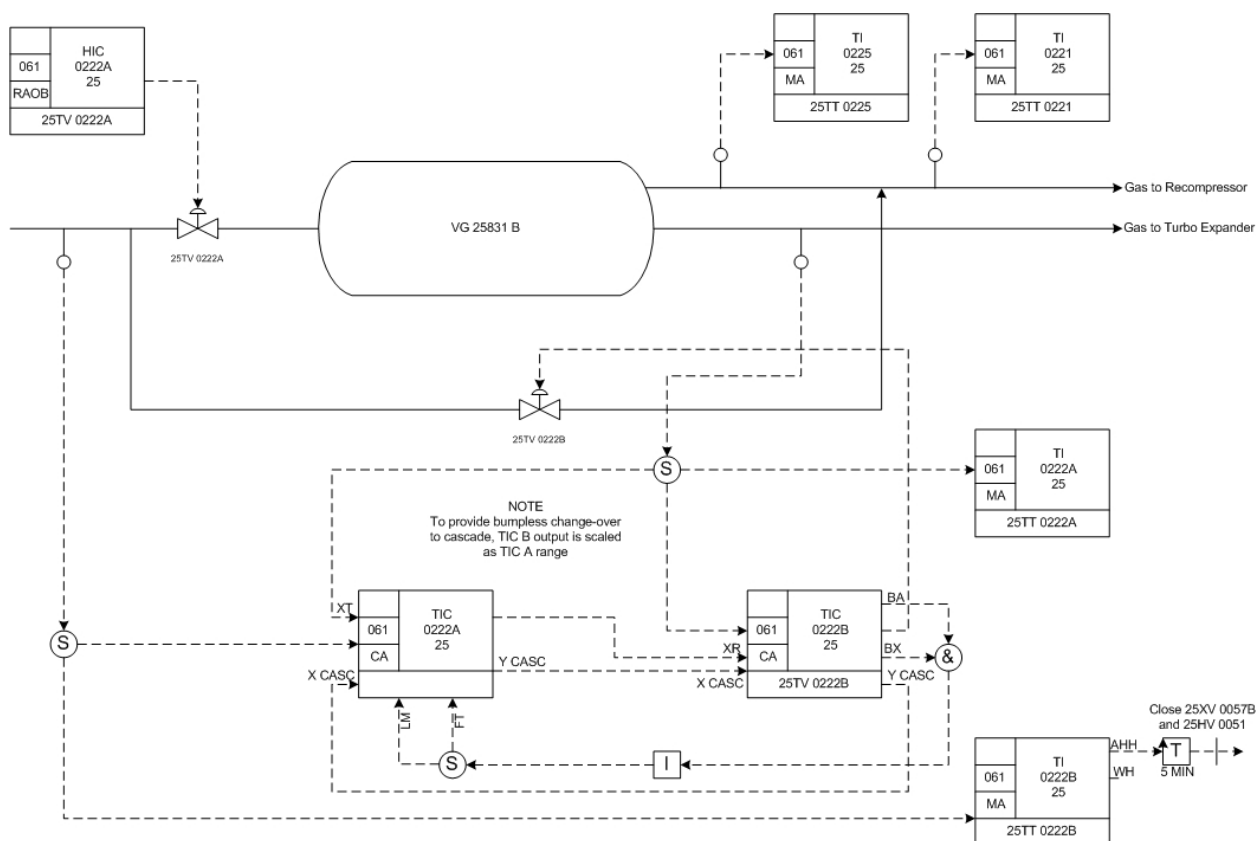 HIC
061
0222A
25
RAOB
25TV 0222A
TI
061
0225
25
MA
25TT 0225
TI
061
0221
25
MA
25TT 0221
Gas to Recompressor
VG 25831 B
Gas to Turbo Expander
25TV 0222A
25TV 0222B
S
TI
061
0222A
25
MA
25TT 0222A
NOTE
To provide bumpless change-over
to cascade, TIC B output is scaled
as TIC A range
S
XT
TIC
061
0222A
25
CA
X CASC
Y CASC
LM
FT
TIC
061
0222B
25
XR
CA
X CASC
25TV 0222B
BA
BX
Y CASC
&
S
I
TI
061
0222B
25
MA
25TT 0222B
AHH
WH
Close 25XV 0057B
and 25HV 0051
T
5 MIN